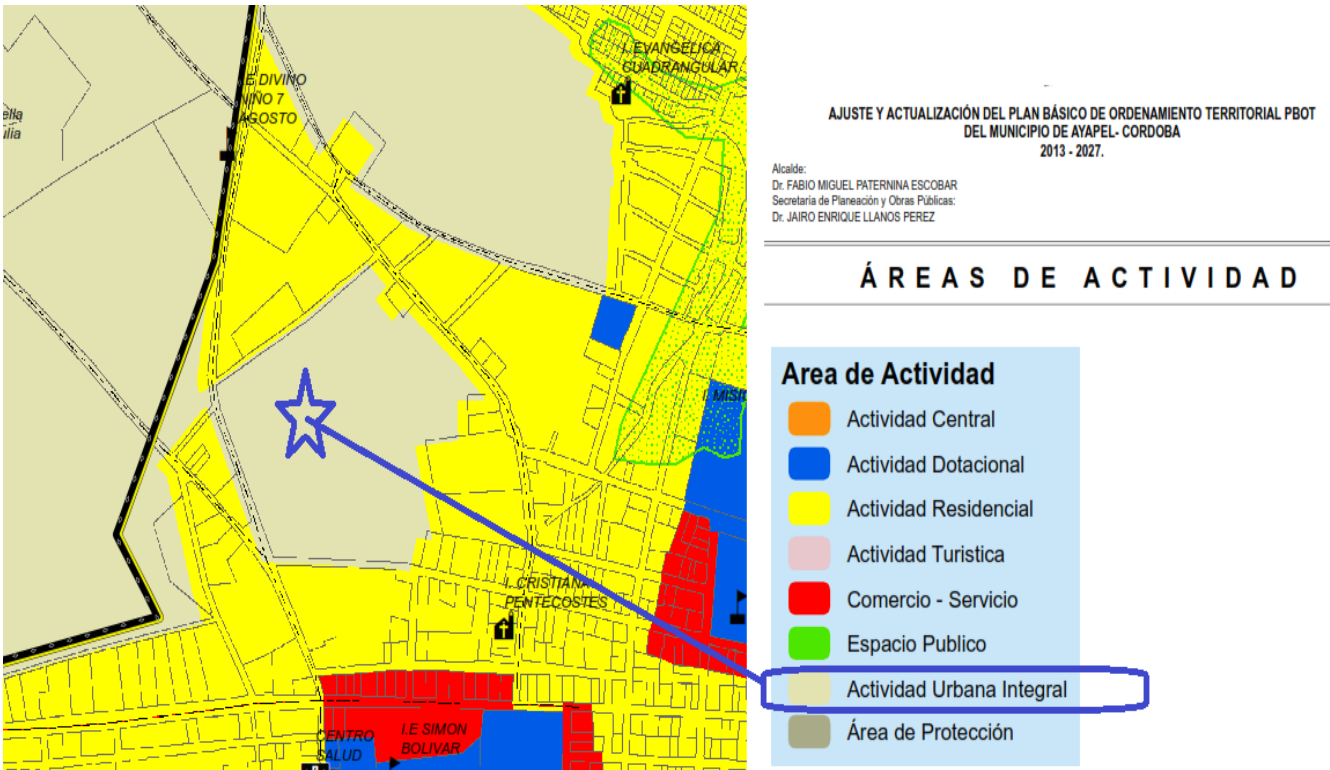 I. EVANGELICA
CUADRANGULAR
E DIVINO
NIÑO 7
AGOSTO
ella
ulia
I. MISIO
I. CRISTIANA
PENTECOSTES
CENTRO
SALUD
I.E SIMON
BOLIVAR
AJUSTE Y ACTUALIZACIÓN DEL PLAN BÁSICO DE ORDENAMIENTO TERRITORIAL PBOT
DEL MUNICIPIO DE AYAPEL- CORDOBA
2013 - 2027.
Alcalde:
Dr. FABIO MIGUEL PATERNINA ESCOBAR
Secretaria de Planeación y Obras Públicas:
Dr. JAIRO ENRIQUE LLANOS PEREZ
ÁREAS DE ACTIVIDAD
Area de Actividad
Actividad Central
Actividad Dotacional
Actividad Residencial
Actividad Turistica
Comercio - Servicio
Espacio Publico
Actividad Urbana Integral
Área de Protección